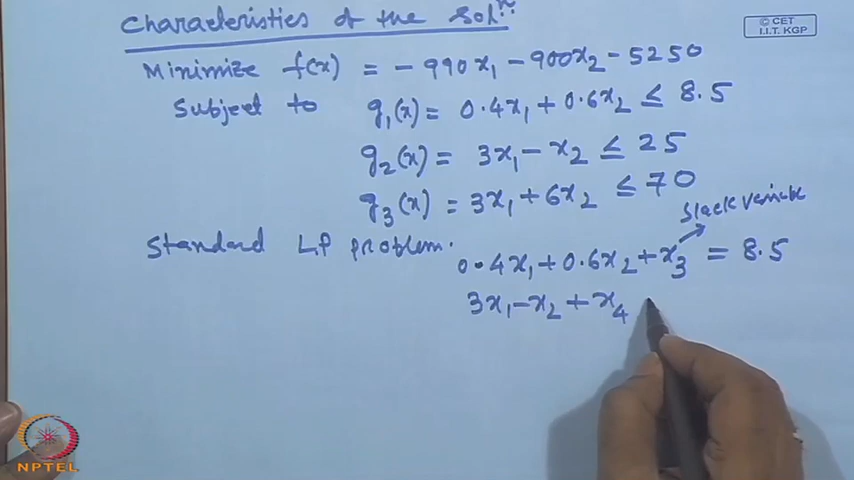 Characteristics of the Solⁿ.
© CET
I.I.T. KGP
Minimize f(x) = -990x₁ - 900x₂ - 5250
Subject to g₁(x) = 0.4x₁ + 0.6x₂ ≤ 8.5
g₂(x) = 3x₁ - x₂ ≤ 25
g₃(x) = 3x₁ + 6x₂ ≤ 70
Slack variable
Standard LP problem.
0.4x₁ + 0.6x₂ + x₃ = 8.5
3x₁ - x₂ + x₄
NPTEL